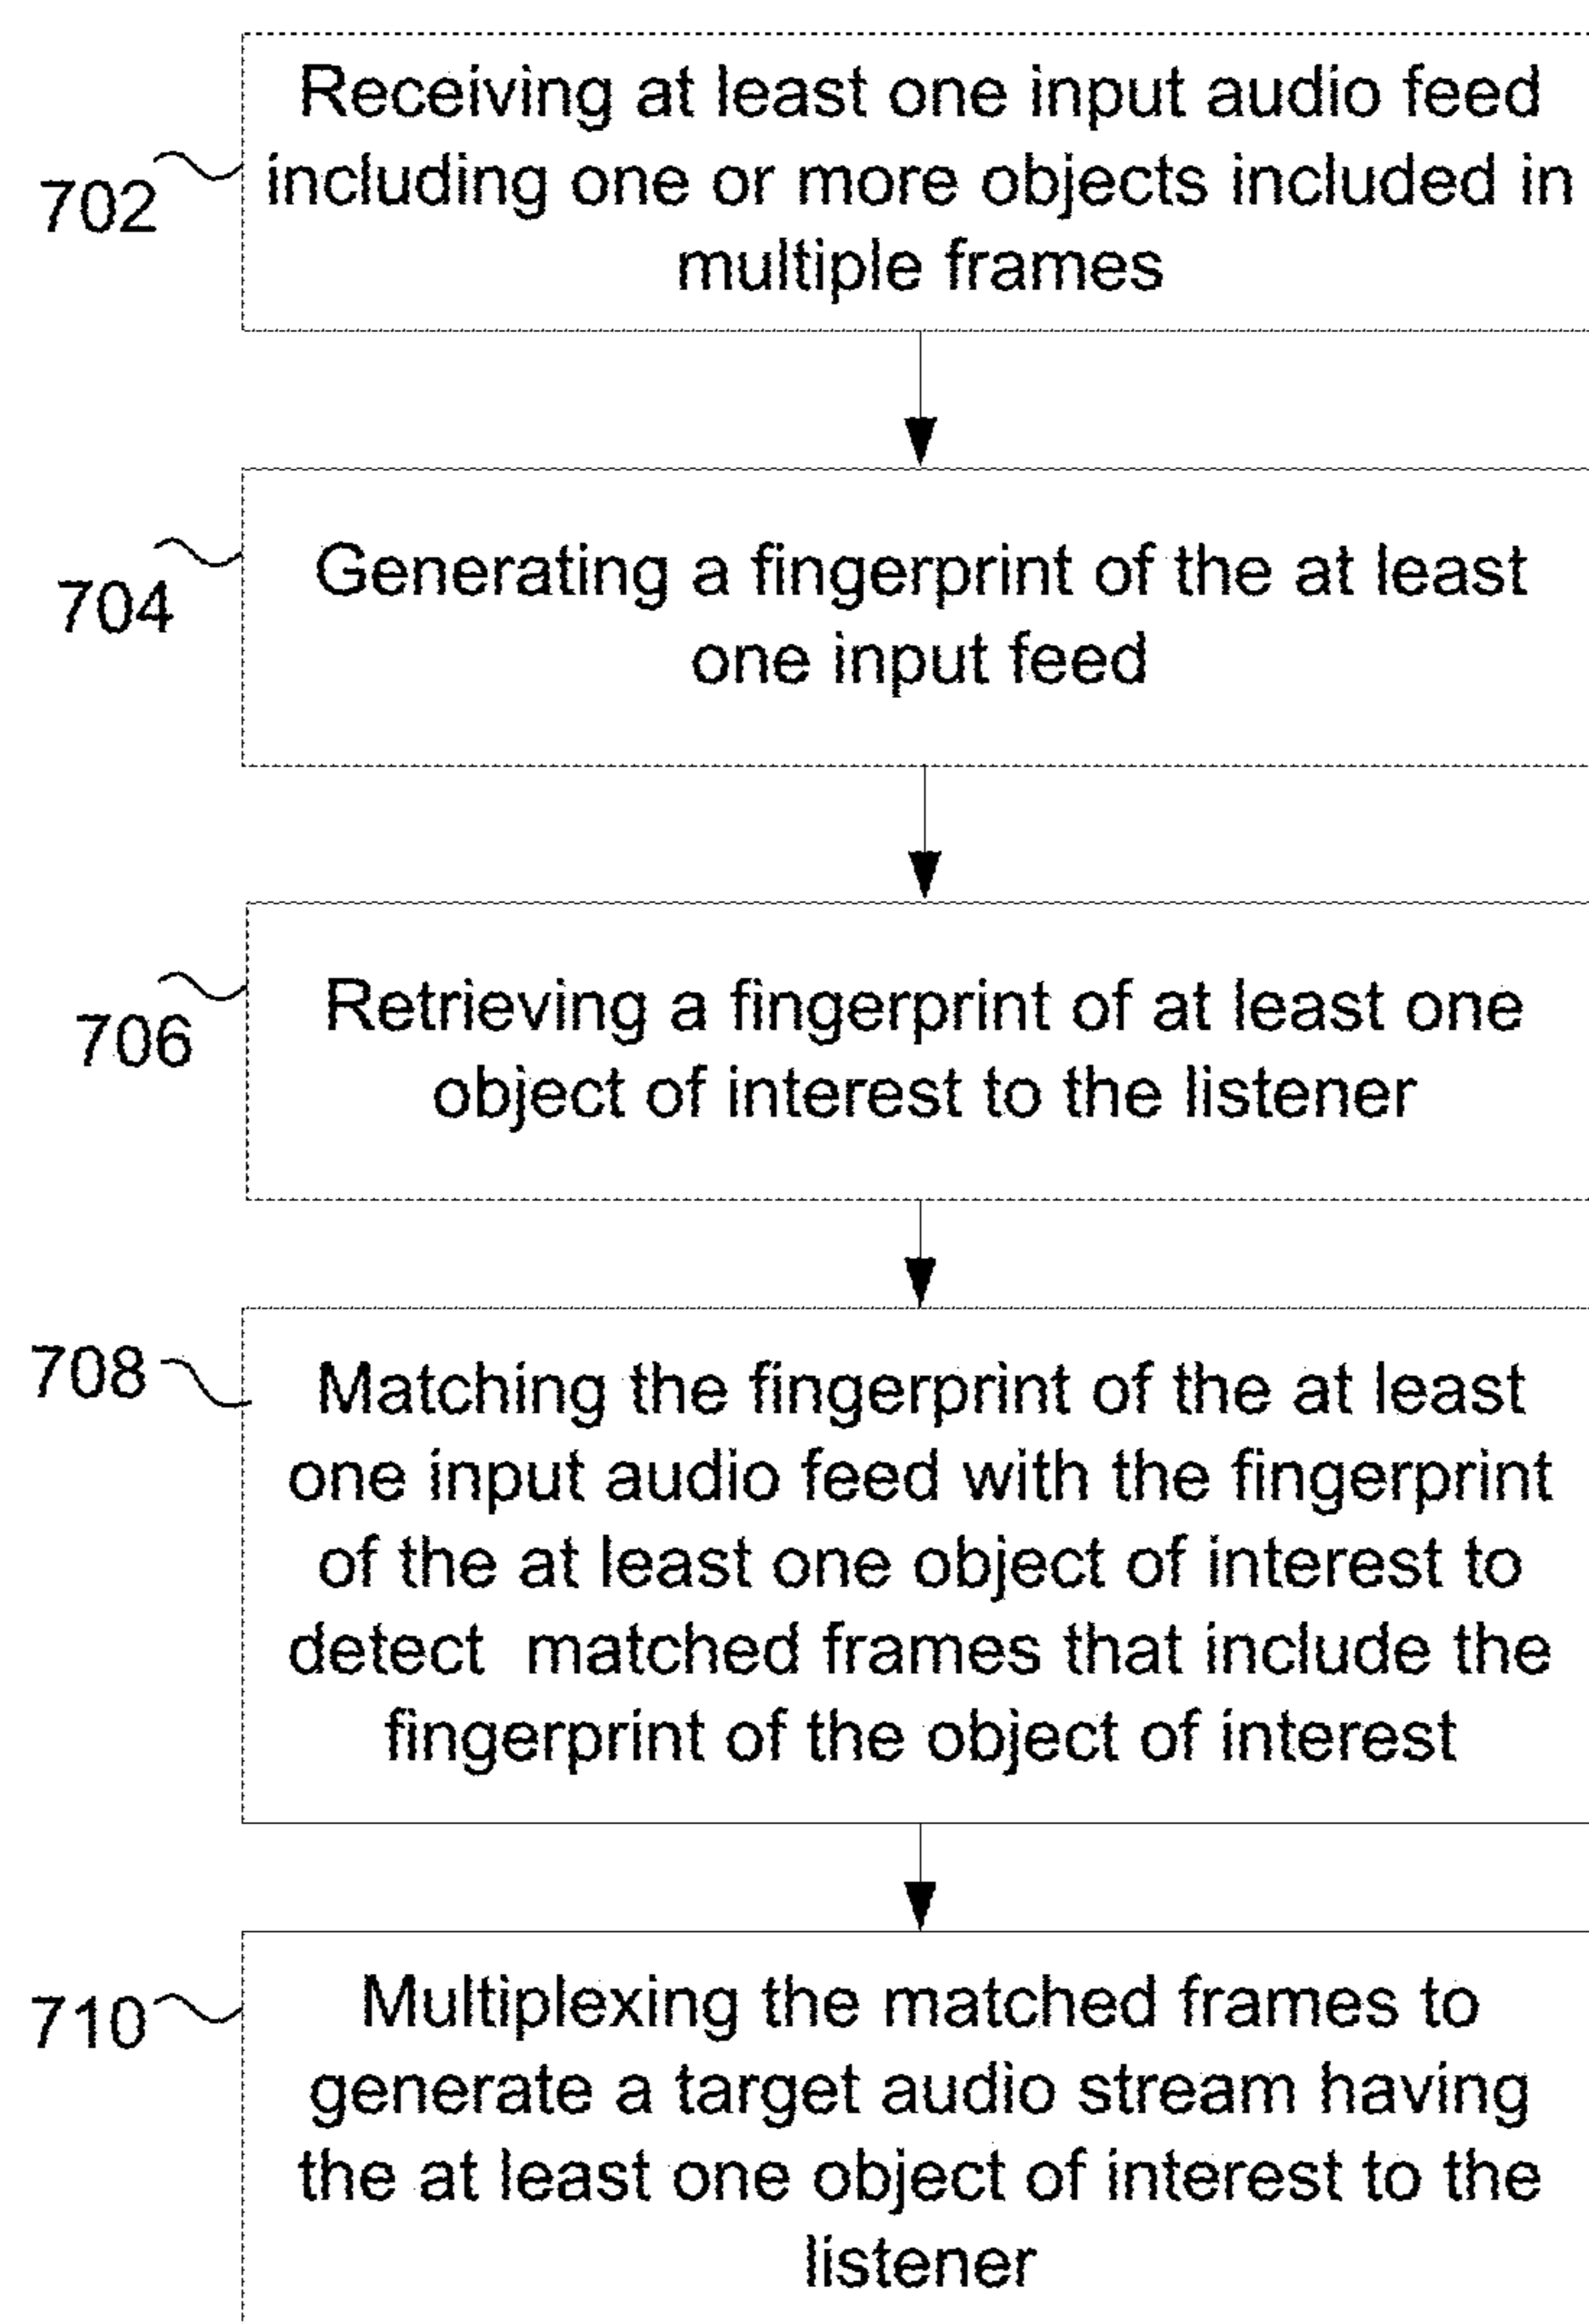 Receiving at least one input audio feed
702
including one or more objects included in
multiple frames
Generating a fingerprint of the at least
704
one input feed
Retrieving a fingerprint of at least one
706
object of interest to the listener
708
Matching the fingerprint of the at least
one input audio feed with the fingerprint
of the at least one object of interest to
detect  matched frames that include the
fingerprint of the object of interest
710
Multiplexing the matched frames to
generate a target audio stream having
the at least one object of interest to the
listener